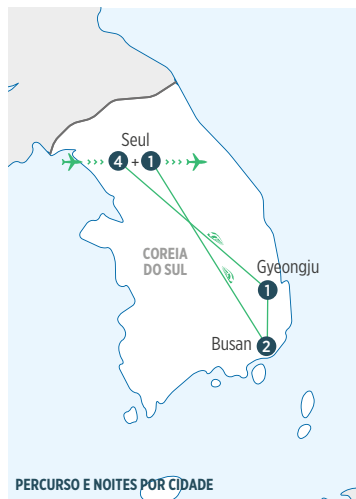 Seul
4 + 1
COREIA
DO SUL
Gyeongju
1
Busan 2
PERCURSO E NOITES POR CIDADE